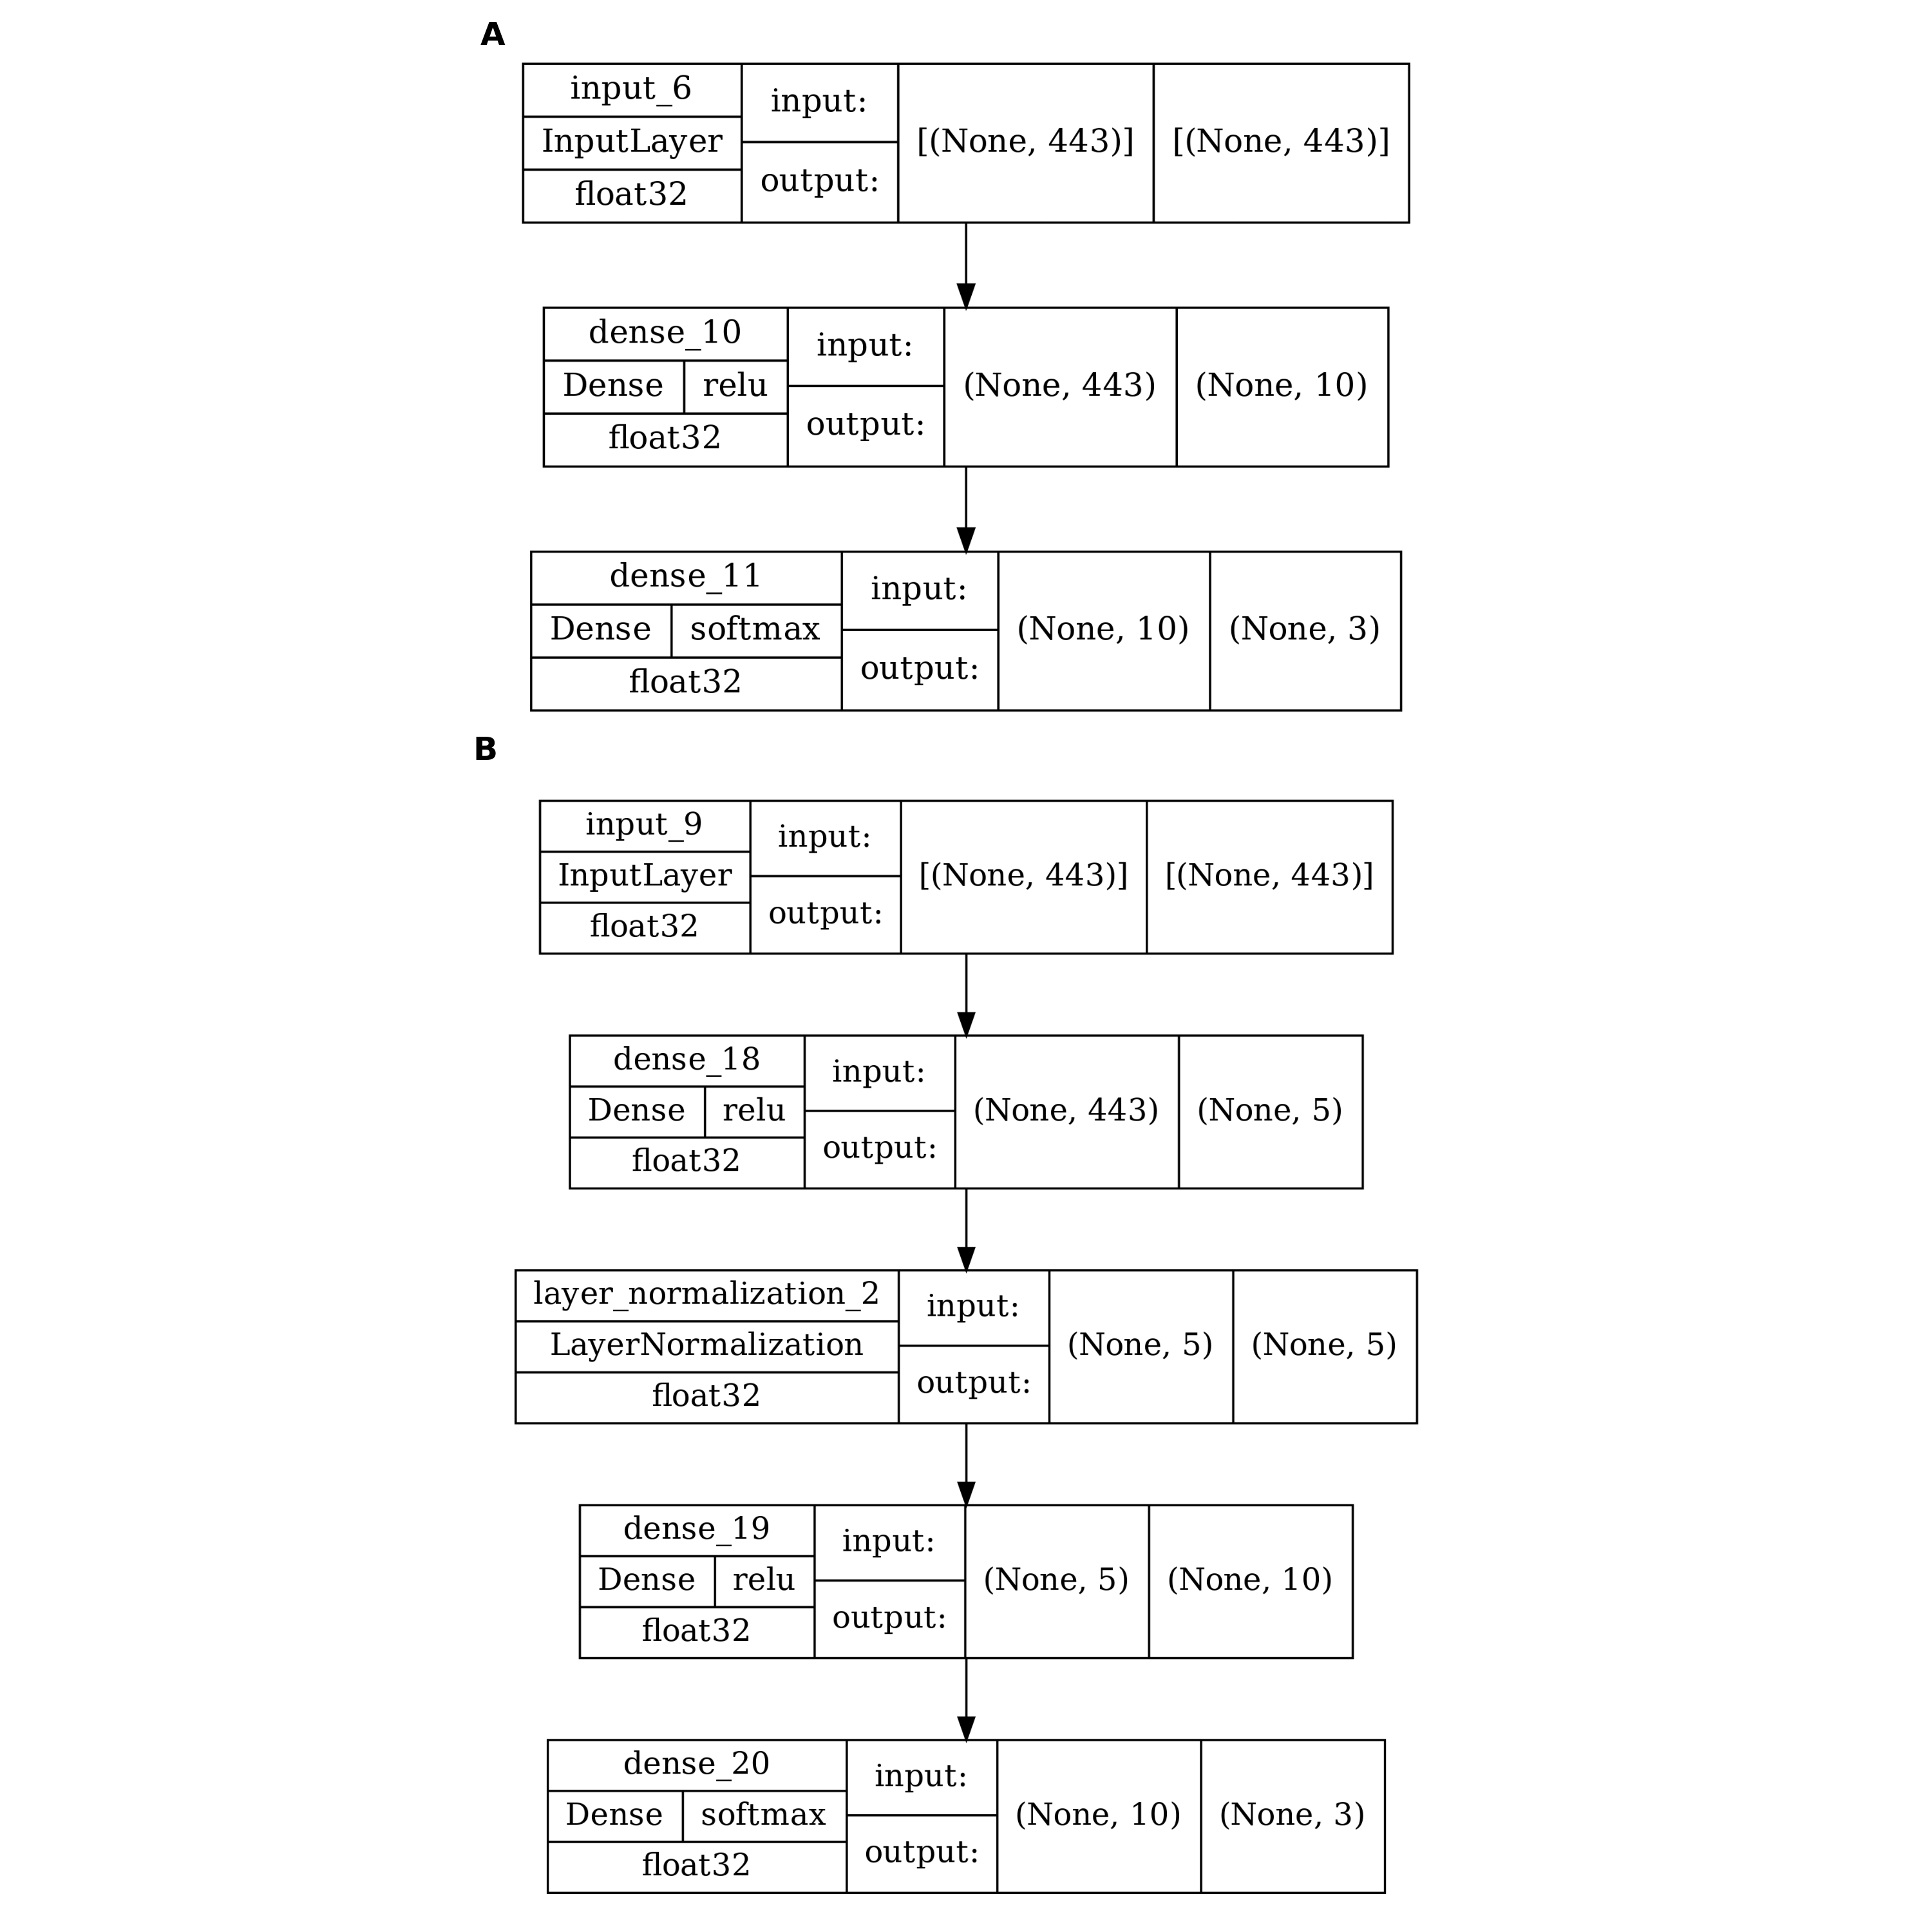 A
input_6
InputLayer
float32
input:
output:
[(None, 443)]
[(None, 443)]
dense_10
Dense
relu
float32
input:
output:
(None, 443)
(None, 10)
dense_11
Dense
softmax
float32
input:
output:
(None, 10)
(None, 3)
B
input_9
InputLayer
float32
input:
output:
[(None, 443)]
[(None, 443)]
dense_18
Dense
relu
float32
input:
output:
(None, 443)
(None, 5)
layer_normalization_2
LayerNormalization
float32
input:
output:
(None, 5)
(None, 5)
dense_19
Dense
relu
float32
input:
output:
(None, 5)
(None, 10)
dense_20
Dense
softmax
float32
input:
output:
(None, 10)
(None, 3)